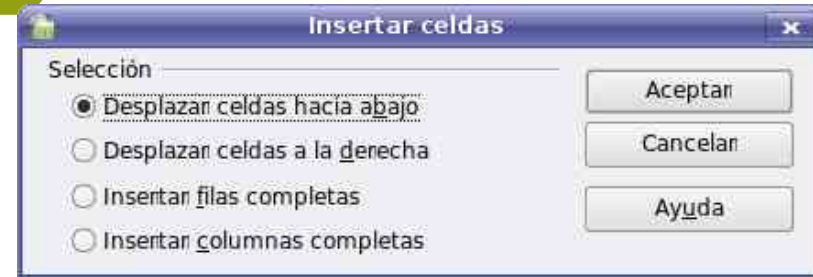 Insertar celdas
Selección
Desplazar celdas hacia abajo
Desplazar celdas a la derecha
Insertar filas completas
Insertar columnas completas
Aceptar
Cancelar
Ayuda